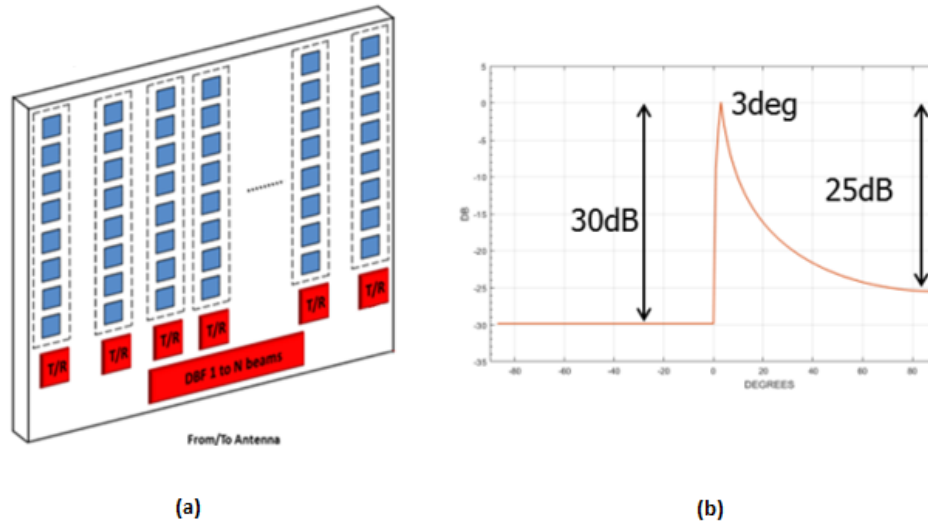 T/R
T/R
T/R
T/R
T/R
T/R
DBF 1 to N beams
From/To Antenna
(a)
5
0
-5
-10
-15
-20
-25
-30
-35
DB
3deg
30dB
25dB
-80 -60 -40 -20 0 20 40 60 80
DEGREES
(b)